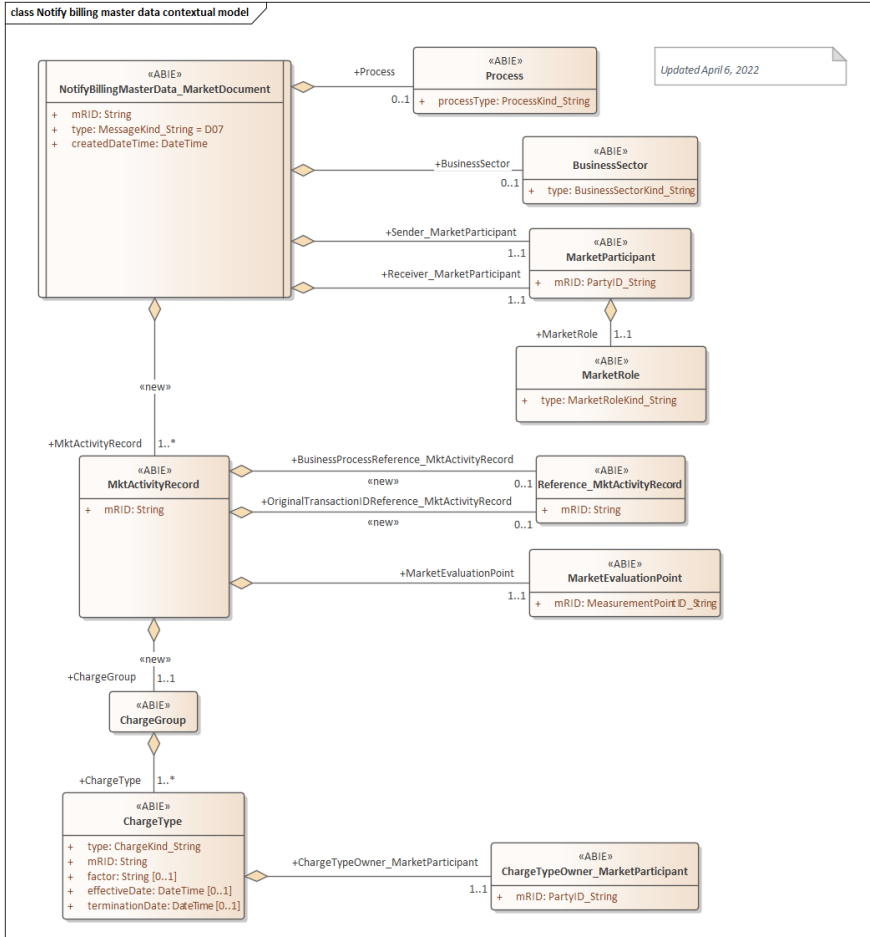 class Notify billing master data contextual model
«ABIE»
NotifyBillingMasterData_MarketDocument
+ mRID: String
+ type: MessageKind_String = D07
+ createdDateTime: DateTime
+Process
0..1
«ABIE»
Process
+ processType: ProcessKind_String
Updated April 6, 2022
+BusinessSector
0..1
«ABIE»
BusinessSector
+ type: BusinessSectorKind_String
+Sender_MarketParticipant
1..1
+Receiver_MarketParticipant
1..1
«ABIE»
MarketParticipant
+ mRID: PartyID_String
+MarketRole 1..1
«ABIE»
MarketRole
+ type: MarketRoleKind_String
«new»
+MktActivityRecord 1..*
«ABIE»
MktActivityRecord
+ mRID: String
+BusinessProcessReference_MktActivityRecord
«new»
0..1
+OriginalTransactionIDReference_MktActivityRecord
«new»
0..1
«ABIE»
Reference_MktActivityRecord
+ mRID: String
+MarketEvaluationPoint
1..1
«ABIE»
MarketEvaluationPoint
+ mRID: MeasurementPointID_String
«new»
+ChargeGroup 1..1
«ABIE»
ChargeGroup
+ChargeType 1..*
«ABIE»
ChargeType
+ type: ChargeKind_String
+ mRID: String
+ factor: String [0..1]
+ effectiveDate: DateTime [0..1]
+ terminationDate: DateTime [0..1]
+ChargeTypeOwner_MarketParticipant
1..1
«ABIE»
ChargeTypeOwner_MarketParticipant
+ mRID: PartyID_String